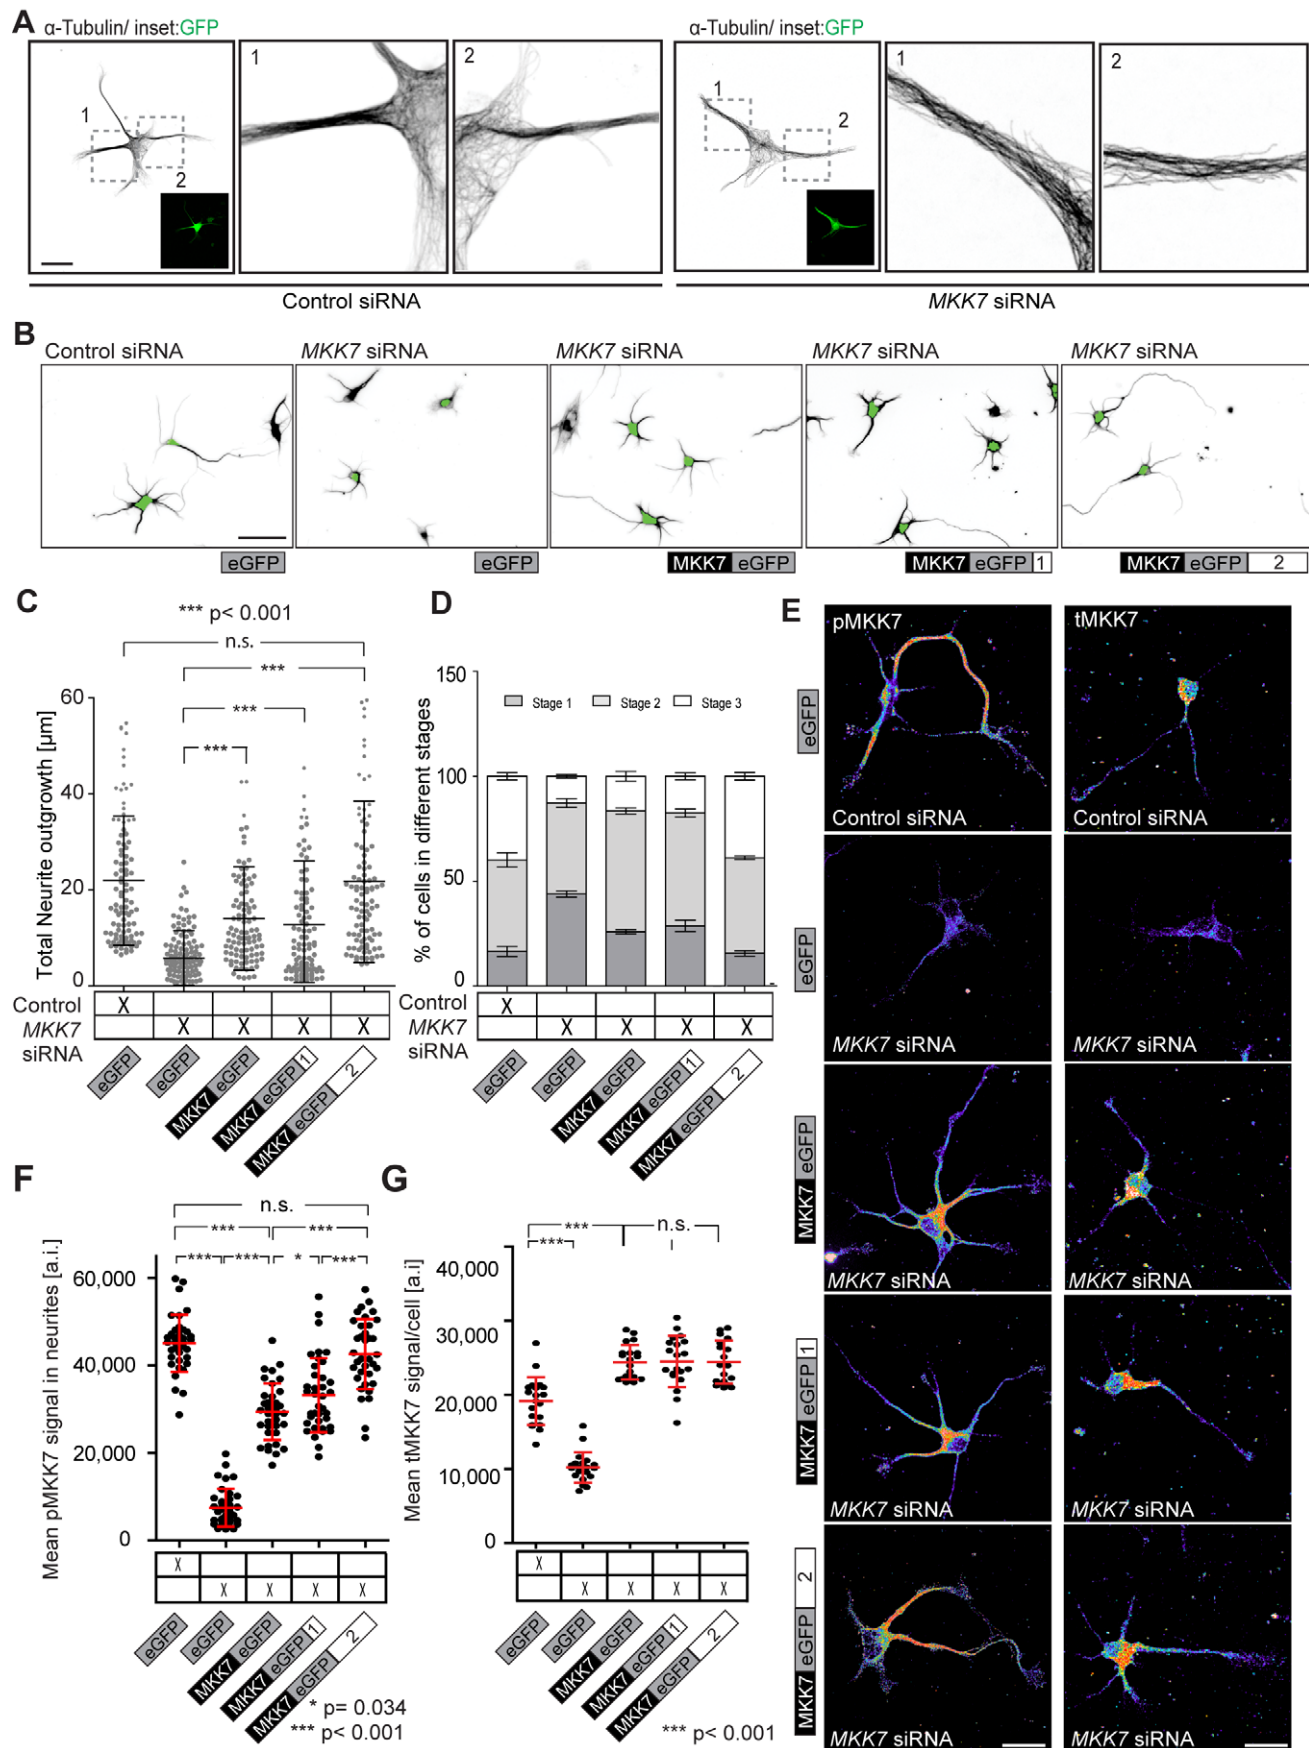 A
α-Tubulin/ inset:GFP
α-Tubulin/ inset:GFP
1
2
1
2
1
2
1
2
Control siRNA
MKK7 siRNA
B
Control siRNA
MKK7 siRNA
MKK7 siRNA
MKK7 siRNA
MKK7 siRNA
eGFP
eGFP
MKK7 eGFP
MKK7 eGFP 1
MKK7 eGFP 2
C
*** p< 0.001
n.s.
***
***
***
Total Neurite outgrowth [µm]
60
40
20
0
Control X
MKK7 siRNA X X X X
eGFP
eGFP
MKK7 eGFP
MKK7 eGFP 1
MKK7 eGFP 2
D
% of cells in different stages
150
100
50
0
Stage 1 Stage 2 Stage 3
Control X
MKK7 siRNA X X X X
eGFP
eGFP
MKK7 eGFP
MKK7 eGFP 1
MKK7 eGFP 2
E
pMKK7
tMKK7
eGFP
Control siRNA
Control siRNA
eGFP
MKK7 siRNA
MKK7 siRNA
MKK7 eGFP
MKK7 siRNA
MKK7 siRNA
MKK7 eGFP 1
MKK7 siRNA
MKK7 siRNA
MKK7 eGFP 2
MKK7 siRNA
MKK7 siRNA
F
n.s.
*** ***
*** *** * ***
Mean pMKK7 signal in neurites [a.i.]
60,000
40,000
20,000
0
X
X X X X
eGFP
eGFP
MKK7 eGFP
MKK7 eGFP 1
MKK7 eGFP 2
* p= 0.034
*** p< 0.001
G
*** n.s.
***
Mean tMKK7 signal/cell [a.i]
40,000
30,000
20,000
10,000
0
X
X X X X
eGFP
eGFP
MKK7 eGFP
MKK7 eGFP 1
MKK7 eGFP 2
*** p< 0.001